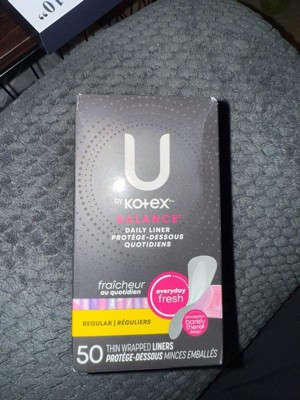 10"
U
by Kotex
BALANCE
DAILY LINER
PROTÈGE-DESSOUS
QUOTIDIENS
fraîcheur
au quotidien
everyday
fresh
barely
there
REGULAR | RÉGULIERS
50 THIN WRAPPED LINERS
PROTÈGE-DESSOUS MINCES EMBALLÉS